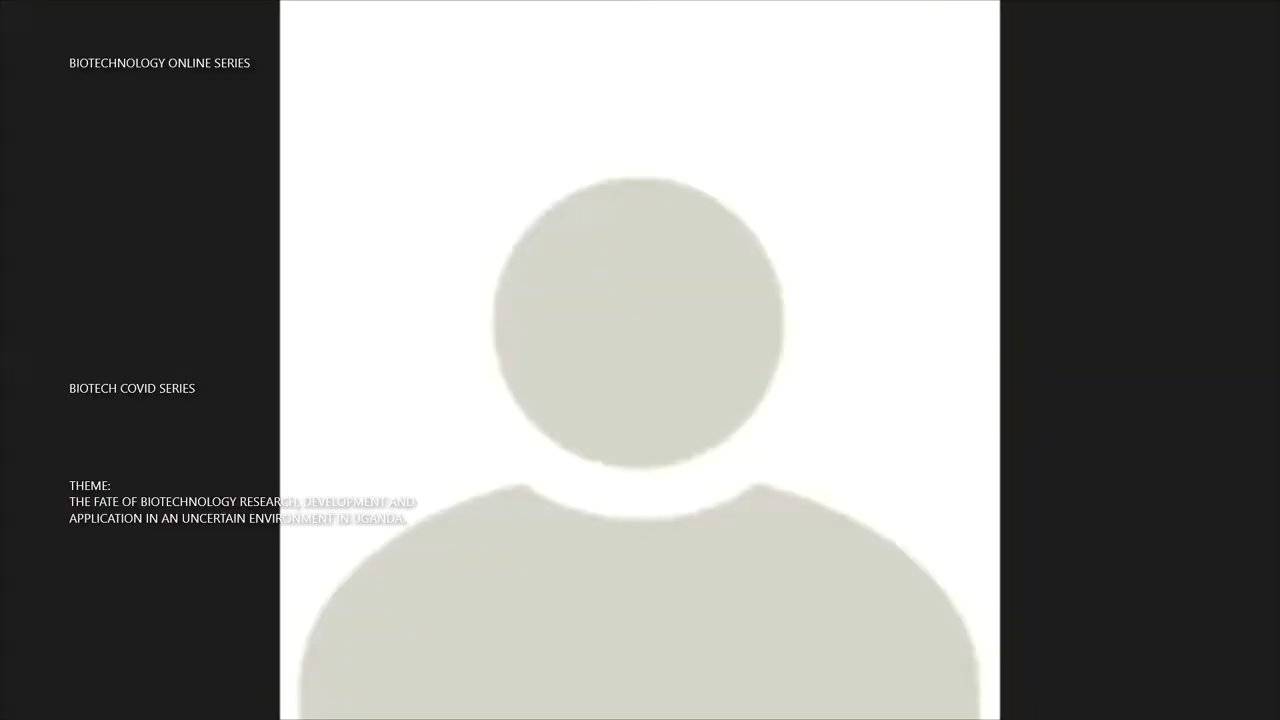 BIOTECHNOLOGY ONLINE SERIES
BIOTECH COVID SERIES
THEME:
THE FATE OF BIOTECHNOLOGY RESEARCH, DEVELOPMENT AND
APPLICATION IN AN UNCERTAIN ENVIRONMENT IN UGANDA.